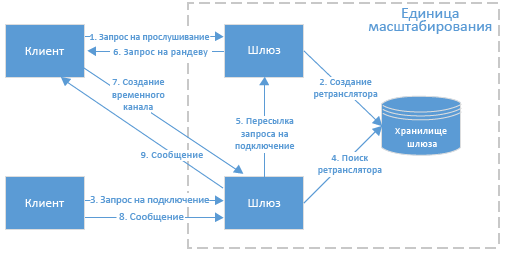 Единица
масштабирования
Клиент
1. Запрос на прослушивание
6. Запрос на рандеву
Шлюз
2. Создание
ретранслятора
7. Создание
временного
канала
5. Пересылка
запроса на
подключение
Хранилище
шлюза
9. Сообщение
4. Поиск
ретранслятора
Клиент
3. Запрос на подключение
8. Сообщение
Шлюз